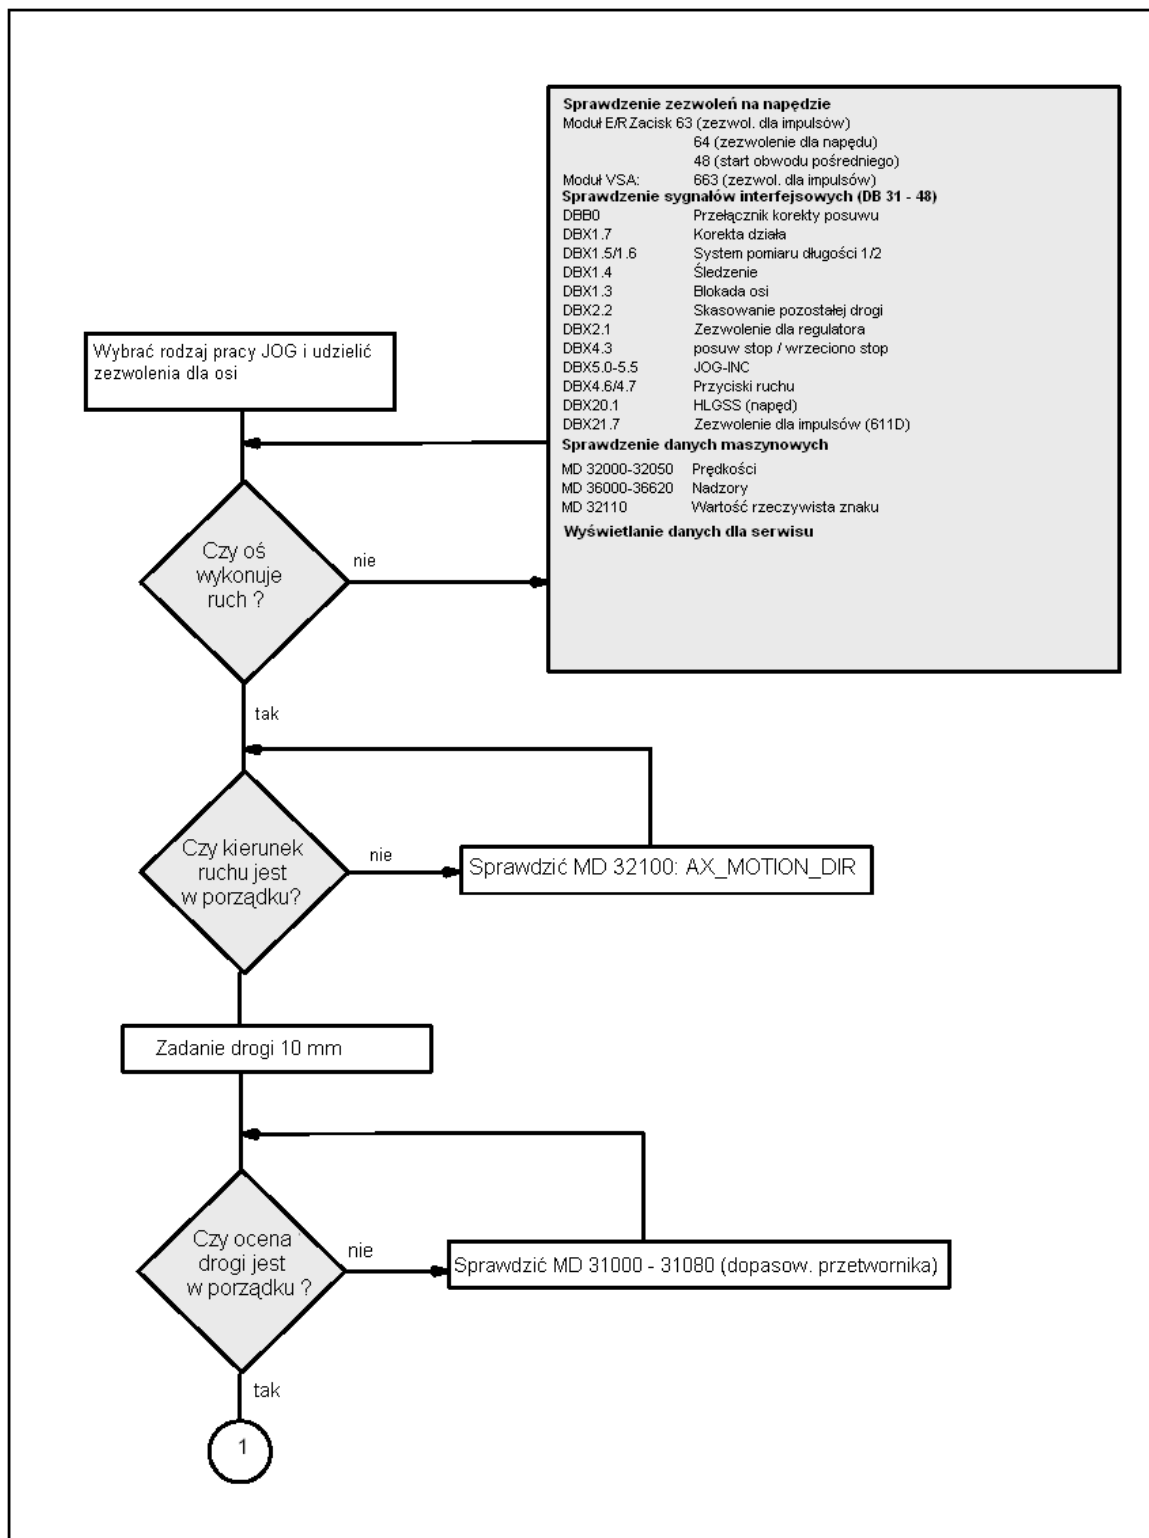 Sprawdzenie zezwoleń na napędzie
Moduł E/R Zacisk 63 (zezwol. dla impulsów)
64 (zezwolenie dla napędu)
48 (start obwodu pośredniego)
Moduł VSA: 663 (zezwol. dla impulsów)
Sprawdzenie sygnałów interfejsowych (DB 31 - 48)
DBB0 Przełącznik korekty posuwu
DBX1.7 Korekta działa
DBX1.5/1.6 System pomiaru długości 1/2
DBX1.4 Śledzenie
DBX1.3 Blokada osi
DBX2.2 Skasowanie pozostałej drogi
DBX2.1 Zezwolenie dla regulatora
DBX4.3 posuw stop / wrzeciono stop
DBX5.0-5.5 JOG-INC
DBX4.6/4.7 Przyciski ruchu
DBX20.1 HLGSS (napęd)
DBX21.7 Zezwolenie dla impulsów (611D)
Sprawdzenie danych maszynowych
MD 32000-32050 Prędkości
MD 36000-36620 Nadzory
MD 32110 Wartość rzeczywista znaku
Wyświetlanie danych dla serwisu
Wybrać rodzaj pracy JOG i udzielić
zezwolenia dla osi
Czy oś
wykonuje
ruch ?
nie
tak
Czy kierunek
ruchu jest
w porządku?
nie
Sprawdzić MD 32100: AX_MOTION_DIR
Zadanie drogi 10 mm
Czy ocena
drogi jest
w porządku ?
nie
Sprawdzić MD 31000 - 31080 (dopasow. przetwornika)
tak
1